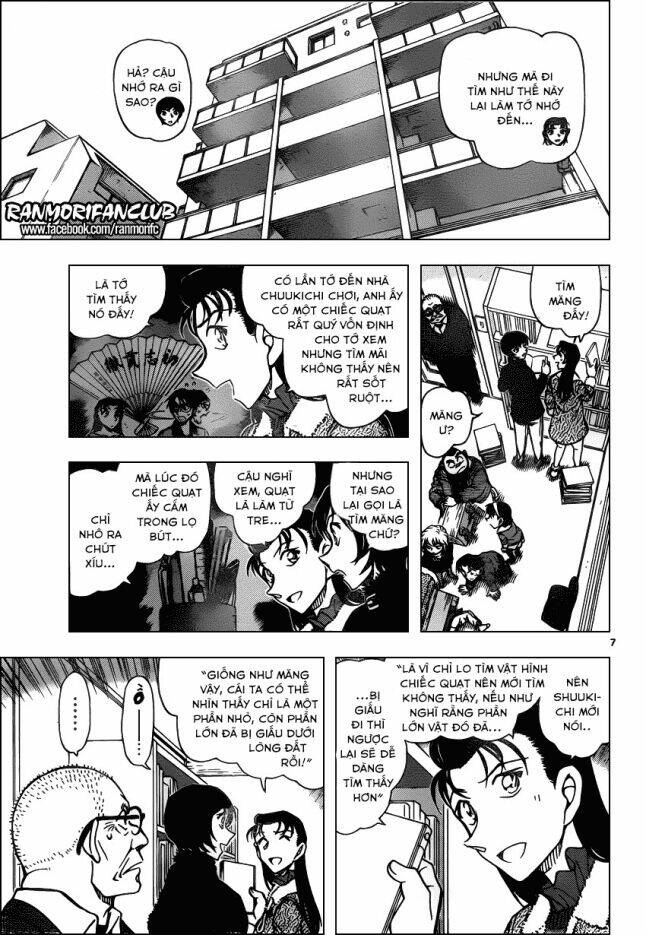 NHƯNG MÀ ĐI
TÌM NHƯ THẾ NÀY
LẠI LÀM TỚ NHỚ
ĐẾN...
HẢ? CẬU
NHỚ RA GÌ
SAO?
RANMORIFANCLUB
www.facebook.com/ranmorifc
TÌM
MĂNG ĐẤY!
MĂNG
Ư?
CÓ LẦN TỚ ĐẾN NHÀ
CHUUKICHI CHƠI, ANH ẤY
CÓ MỘT CHIẾC QUẠT
RẤT QUÝ VỐN ĐỊNH
CHO TỚ XEM
NHƯNG TÌM MÃI
KHÔNG THẤY NÊN
RẤT SỐT
RUỘT...
LÀ TỚ
TÌM THẤY
NÓ ĐẤY!
NHƯNG
TẠI SAO
LẠI GỌI LÀ
TÌM MĂNG
CHỨ?
CẬU NGHĨ
XEM, QUẠT
LÀ LÀM TỪ
TRE...
MÀ LÚC ĐÓ
CHIẾC QUẠT
ẤY CẮM
TRONG LỌ
BÚT...
CHỈ
NHÔ RA
CHÚT
XÍU...
7
NÊN
SHUUKI-
CHI MỚI
NÓI..
"LÀ VÌ CHỈ LO TÌM VẬT HÌNH
CHIẾC QUẠT NÊN MỚI TÌM
KHÔNG THẤY, NẾU NHƯ
NGHĨ RẰNG PHẦN
LỚN VẬT ĐÓ ĐÃ...
...BỊ
GIẤU
ĐI THÌ
NGƯỢC
LẠI SẼ DỄ
DÀNG
TÌM THẤY
HƠN"
"GIỐNG NHƯ MĂNG
VẬY, CÁI TA CÓ THỂ
NHÌN THẤY CHỈ LÀ MỘT
PHẦN NHỎ, CÒN PHẦN
LỚN ĐÃ BỊ GIẤU DƯỚI
LÒNG ĐẤT
RỒI!"
Ồ...
......